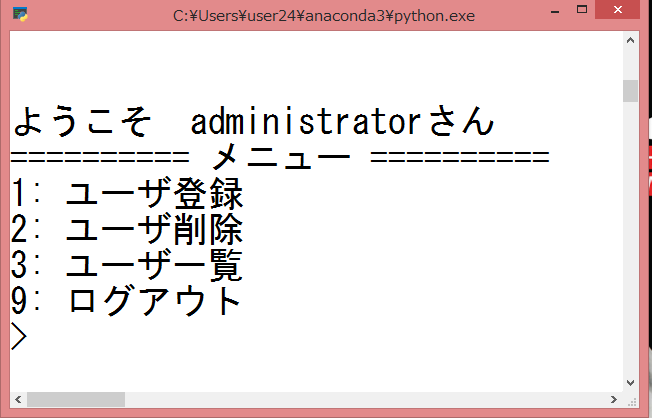 C:¥Users¥user24¥anaconda3¥python.exe
ようこそ　administratorさん
========== メニュー ==========
1: ユーザ登録
2: ユーザ削除
3: ユーザ一覧
9: ログアウト
>